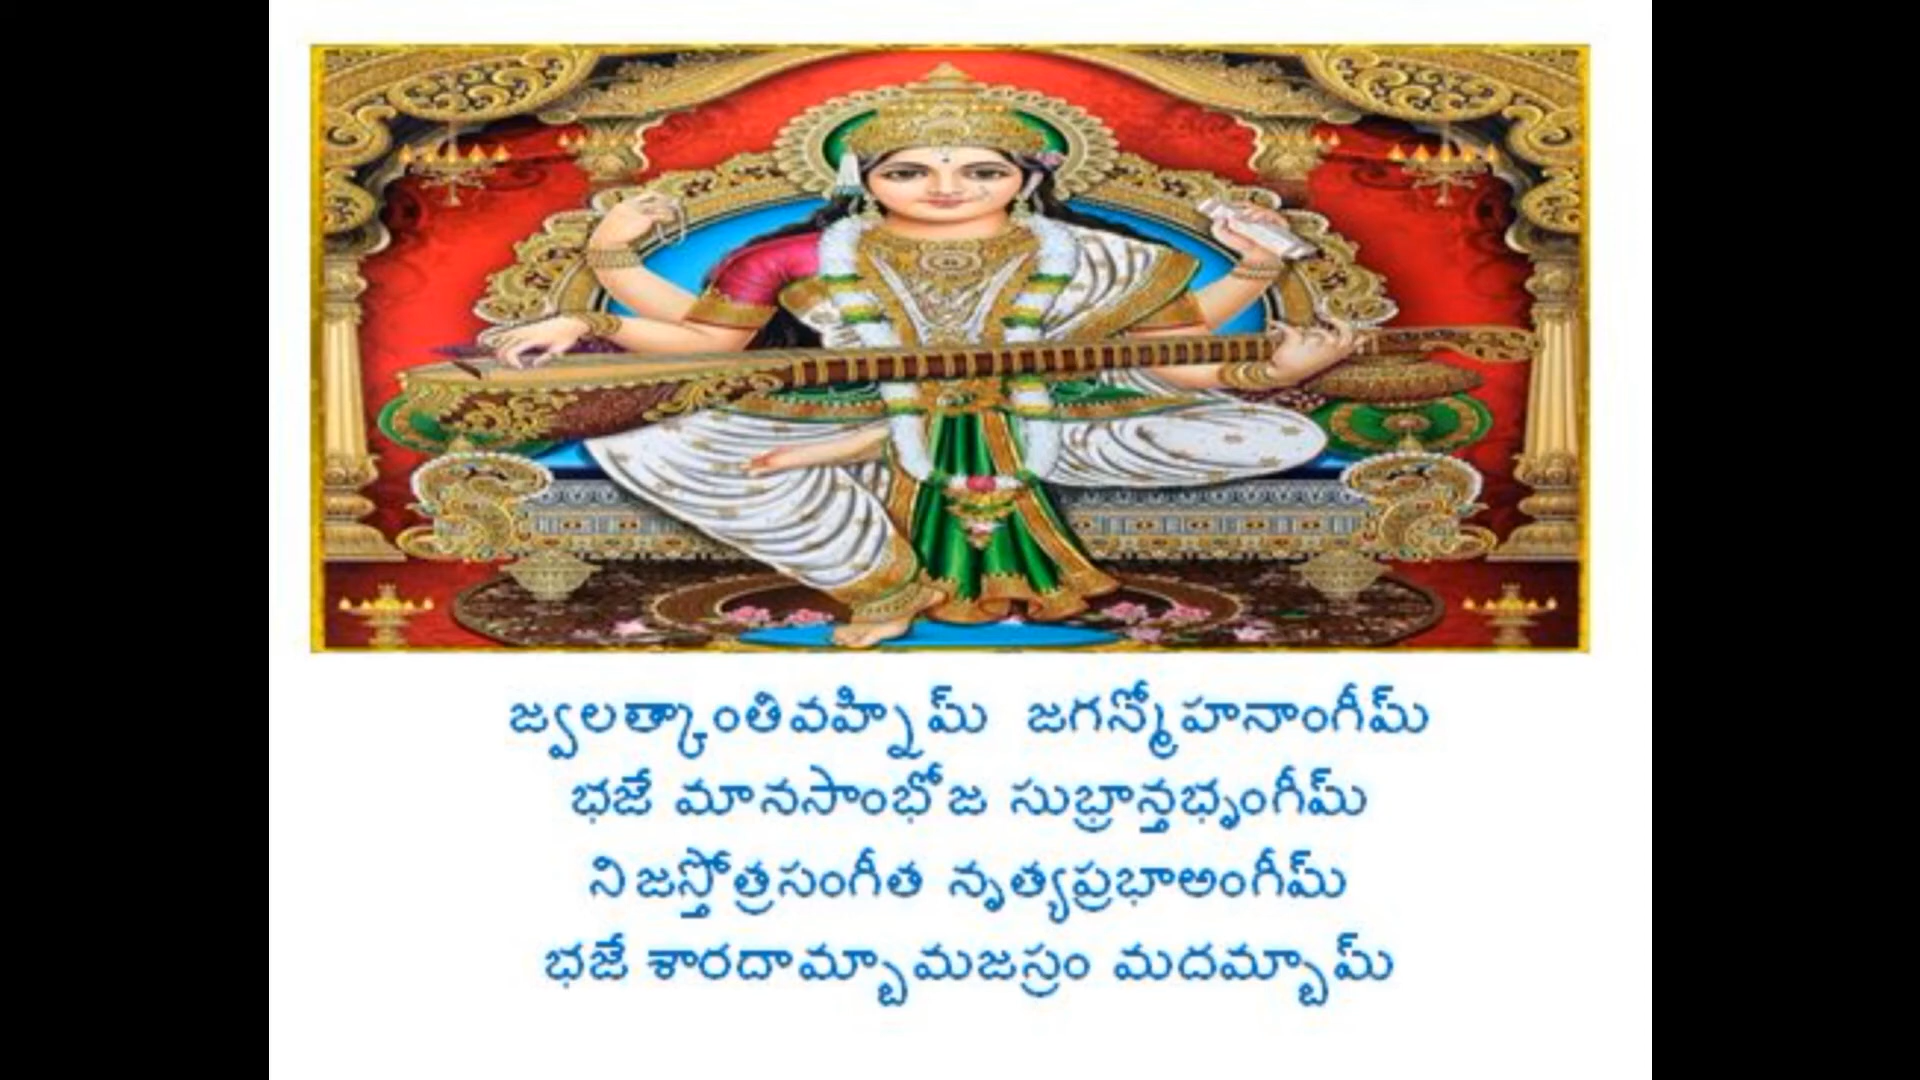 జ్వలత్కాంతివహ్నిమ్ జగన్మోహనాంగీమ్
భజే మానసాంభోజ సుభ్రాన్తభృంగీమ్
నిజస్తోత్రసంగీత నృత్యప్రభాఅంగీమ్
భజే శారదామ్బామజస్రం మదమ్బామ్